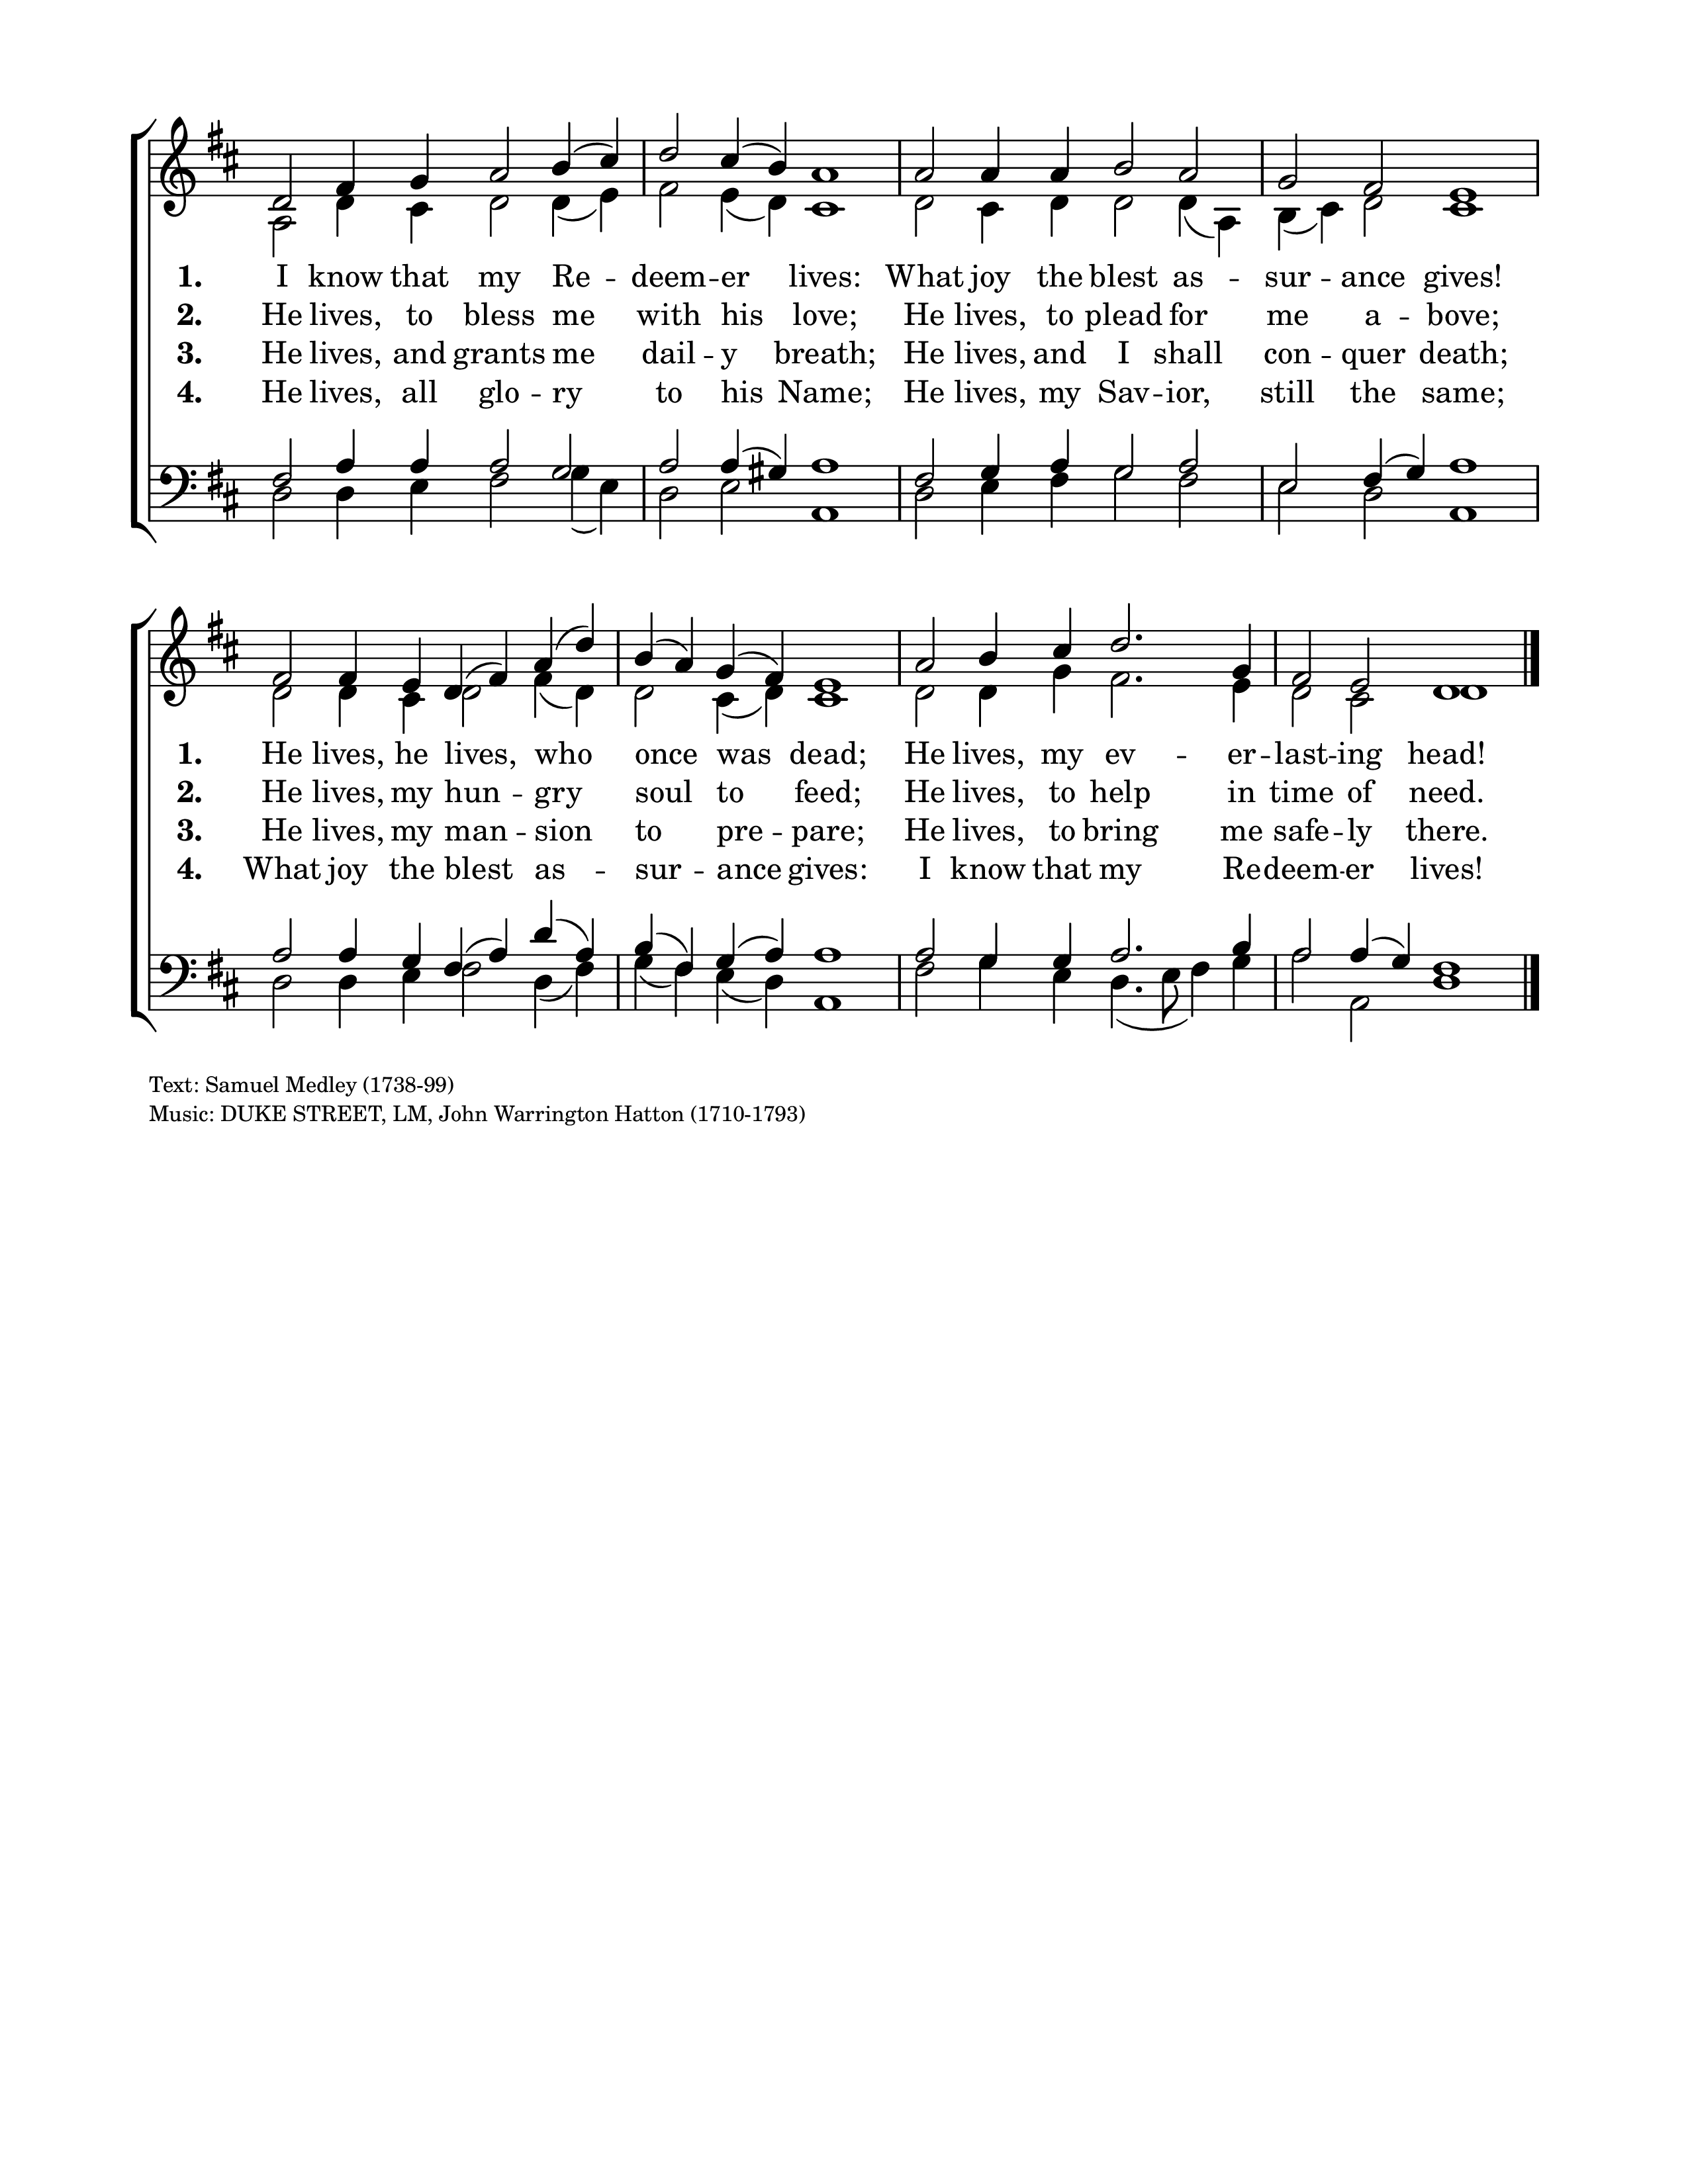 1. I know that my Re -- deem -- er lives: What joy the blest as -- sur -- ance gives!
2. He lives, to bless me with his love; He lives, to plead for me a -- bove;
3. He lives, and grants me dail -- y breath; He lives, and I shall con -- quer death;
4. He lives, all glo -- ry to his Name; He lives, my Sav -- ior, still the same;
1. He lives, he lives, who once was dead; He lives, my ev -- er -- last -- ing head!
2. He lives, my hun -- gry soul to feed; He lives, to help in time of need.
3. He lives, my man -- sion to pre -- pare; He lives, to bring me safe -- ly there.
4. What joy the blest as -- sur -- ance gives: I know that my Redeem -- er lives!
Text: Samuel Medley (1738-99)
Music: DUKE STREET, LM, John Warrington Hatton (1710-1793)